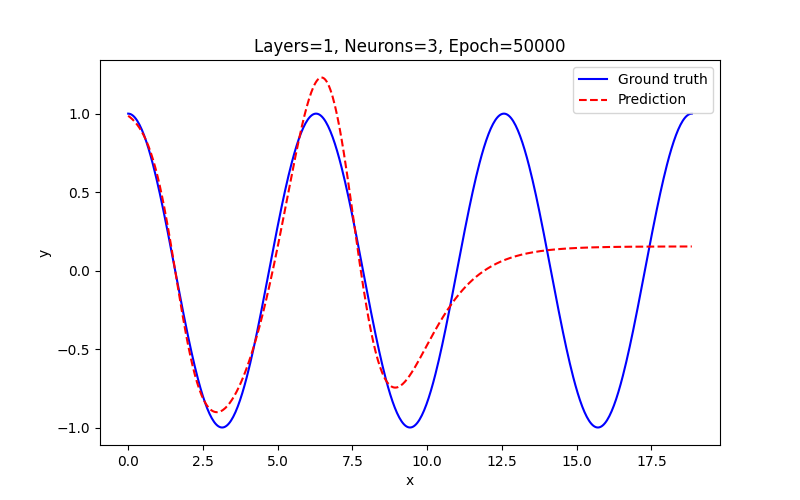 Layers=1, Neurons=3, Epoch=50000
Ground truth
Prediction
1.0
0.5
0.0
−0.5
−1.0
y
0.0 2.5 5.0 7.5 10.0 12.5 15.0 17.5
x